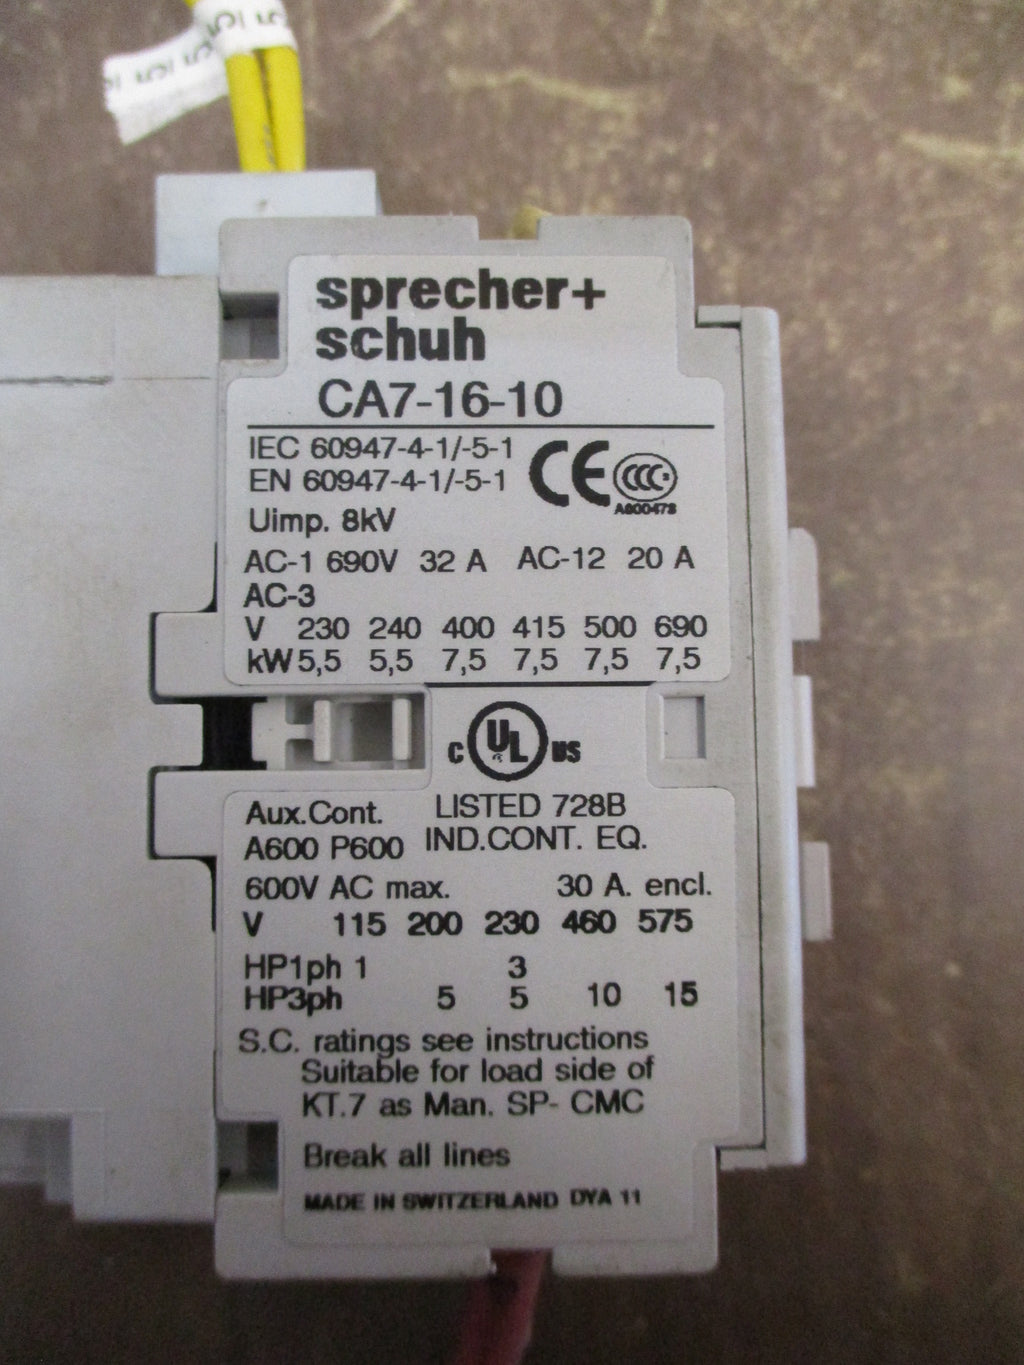 sprecher+
schuh
CA7-16-10
IEC 60947-4-1/-5-1
EN 60947-4-1/-5-1
CE CCC
A600473
Uimp. 8kV
AC-1 690V 32 A AC-12 20 A
AC-3
V 230 240 400 415 500 690
kW 5,5 5,5 7,5 7,5 7,5 7,5
C UL US
LISTED 728B
IND.CONT. EQ.
Aux.Cont.
A600 P600
600V AC max. 30 A. encl.
V 115 200 230 460 575
HP1ph 1 3
HP3ph 5 5 10 15
S.C. ratings see instructions
Suitable for load side of
KT.7 as Man. SP- CMC
Break all lines
MADE IN SWITZERLAND DYA 11